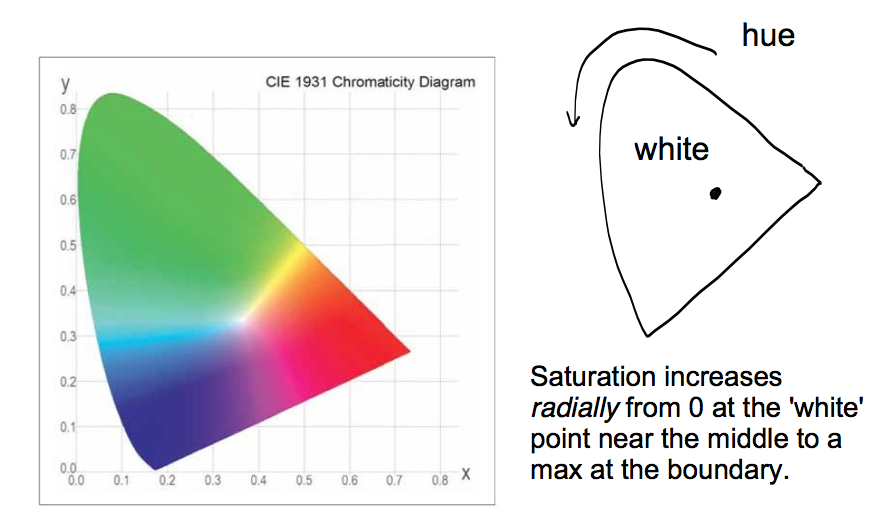 CIE 1931 Chromaticity Diagram
y
0.8
0.7
0.6
0.5
0.4
0.3
0.2
0.1
0.0
0.0 0.1 0.2 0.3 0.4 0.5 0.6 0.7 0.8 X
hue
white
Saturation increases
radially from 0 at the 'white'
point near the middle to a
max at the boundary.